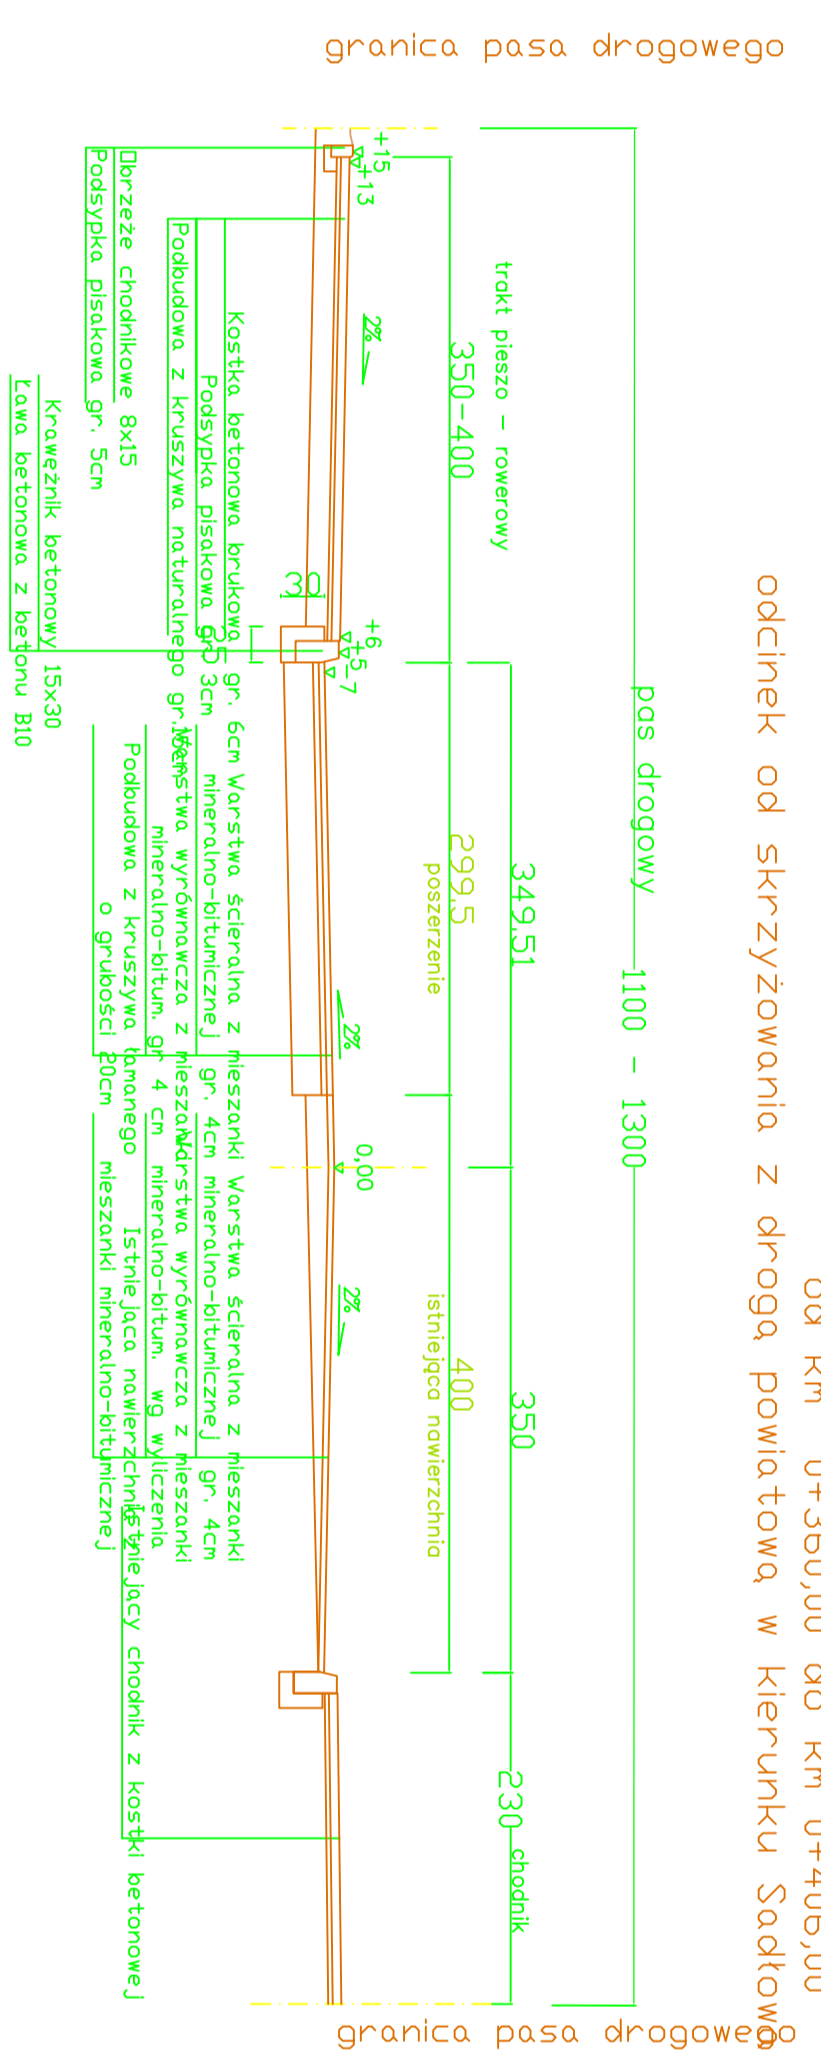 od km 0+360,00 do km 0+406,00
odcinek od skrzyżowania z drogą powiatową w kierunku Sadłowa
granica pasa drogowego
granica pasa drogowego
pas drogowy
1100 - 1300
trakt pieszo - rowerowy
350-400
349,51
350
230 chodnik
299,5
poszerzenie
400
istniejąca nawierzchnia
+15
+13
2%
+6
+5
-7
2%
0,00
2%
30
25
Kostka betonowa brukowa gr. 6cm
Podsypka pisakowa gr. 3cm
Podbudowa z kruszywa naturalnego gr. 15cm
Obrzeże chodnikowe 8x15
Podsypka pisakowa gr. 5cm
Krawężnik betonowy 15x30
Ława betonowa z betonu B10
Warstwa ścieralna z mieszanki
mineralno-bitumicznej gr. 4cm
Warstwa wyrównawcza z mieszanki
mineralno-bitum. gr 4 cm
Podbudowa z kruszywa łamanego
o grubości 20cm
Warstwa ścieralna z mieszanki
mineralno-bitumicznej gr. 4cm
Warstwa wyrównawcza z mieszanki
mineralno-bitum. wg wyliczenia
Istniejąca nawierzchnia z
mieszanki mineralno-bitumicznej
Istniejący chodnik z kostki betonowej